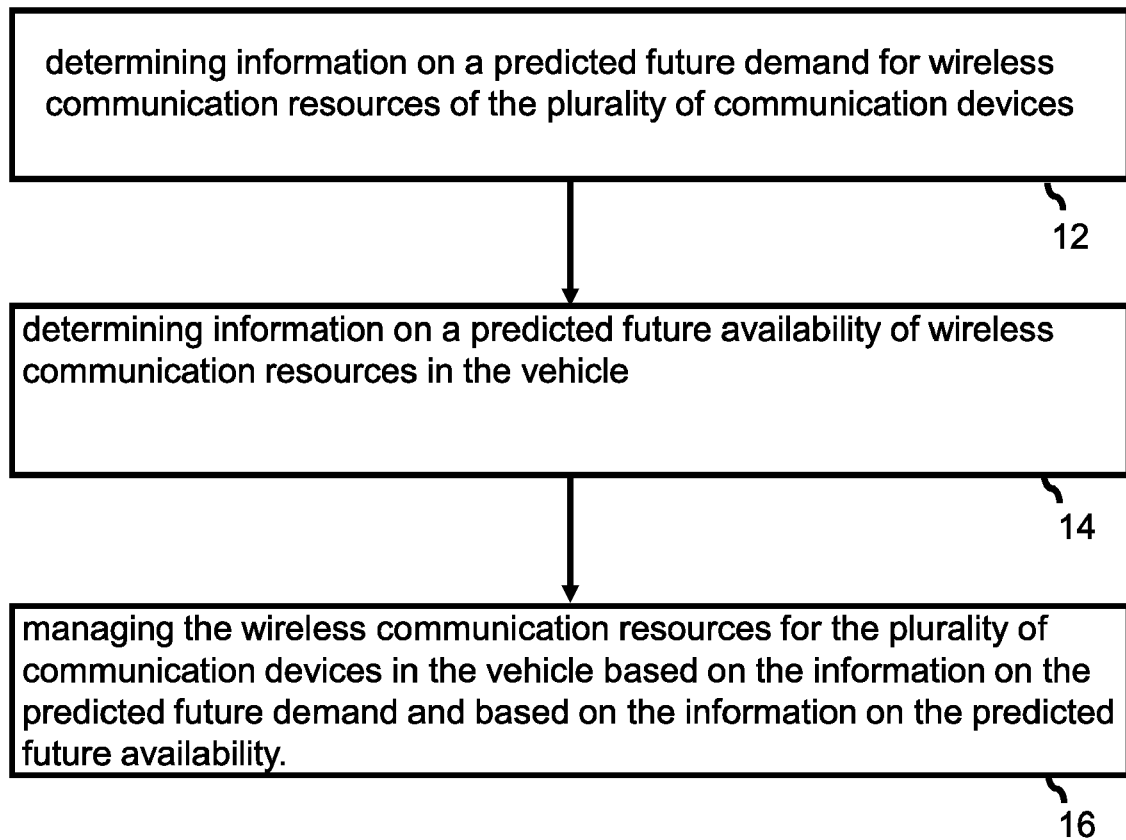 determining information on a predicted future demand for wireless
communication resources of the plurality of communication devices
12
determining information on a predicted future availability of wireless
communication resources in the vehicle
14
managing the wireless communication resources for the plurality of
communication devices in the vehicle based on the information on the
predicted future demand and based on the information on the predicted
future availability.
16